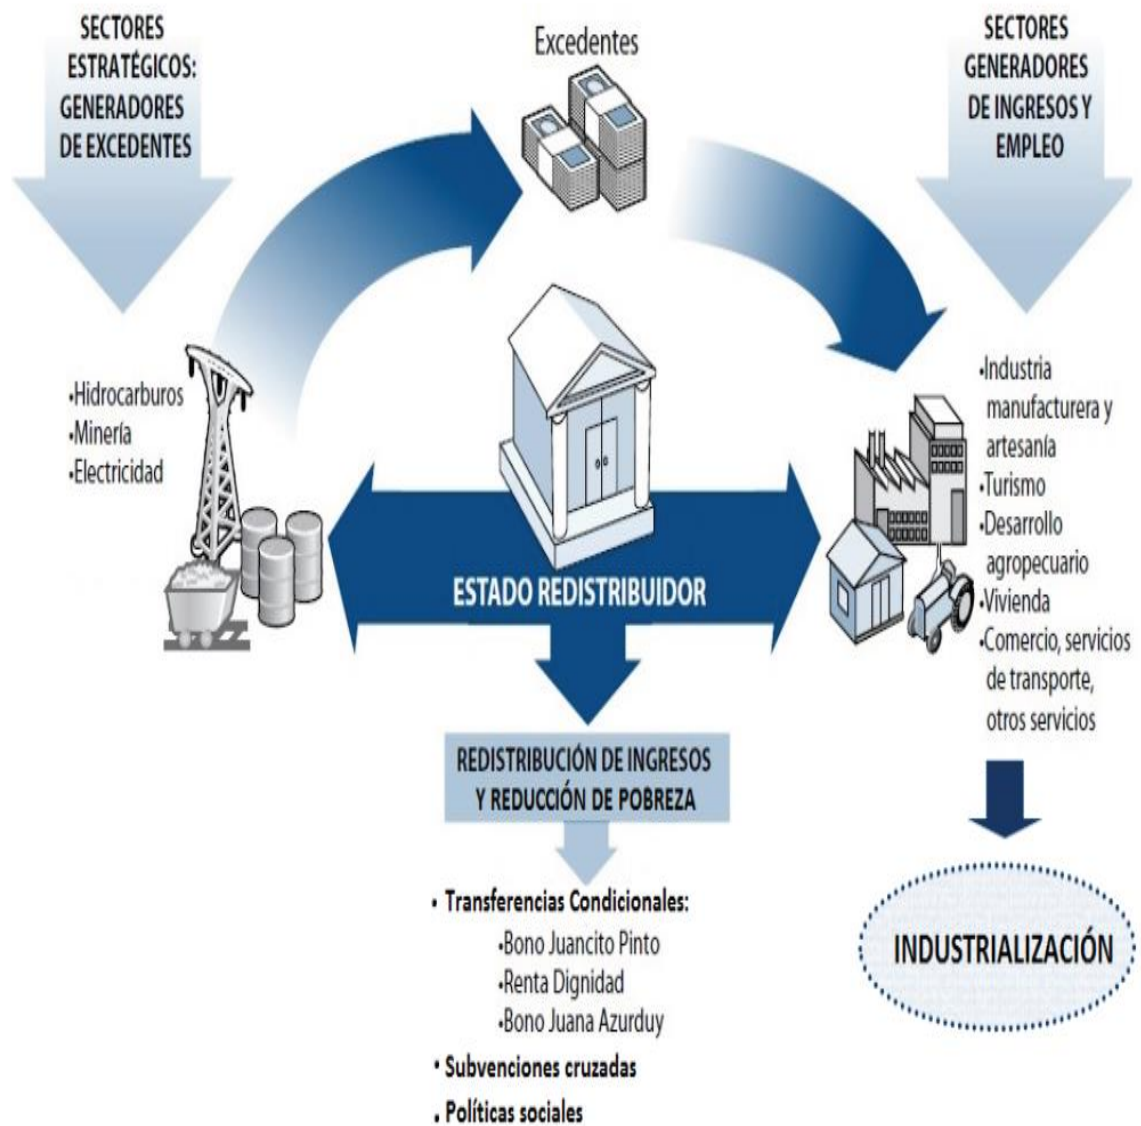 SECTORES
ESTRATÉGICOS:
GENERADORES
DE EXCEDENTES
Excedentes
SECTORES
GENERADORES
DE INGRESOS Y
EMPLEO
•Hidrocarburos
•Minería
•Electricidad
•Industria
manufacturera y
artesanía
•Turismo
•Desarrollo
agropecuario
•Vivienda
•Comercio, servicios
de transporte,
otros servicios
ESTADO REDISTRIBUIDOR
REDISTRIBUCIÓN DE INGRESOS
Y REDUCCIÓN DE POBREZA
• Transferencias Condicionales:
•Bono Juancito Pinto
•Renta Dignidad
•Bono Juana Azurduy
• Subvenciones cruzadas
• Políticas sociales
INDUSTRIALIZACIÓN